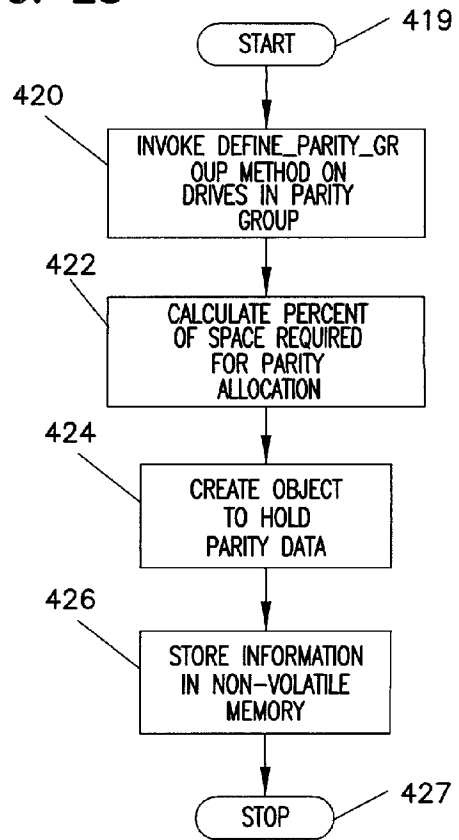 START
419
420
INVOKE DEFINE_PARITY_GR
OUP METHOD ON
DRIVES IN PARITY
GROUP
422
CALCULATE PERCENT
OF SPACE REQUIRED
FOR PARITY
ALLOCATION
424
CREATE OBJECT
TO HOLD
PARITY DATA
426
STORE INFORMATION
IN NON-VOLATILE
MEMORY
STOP
427